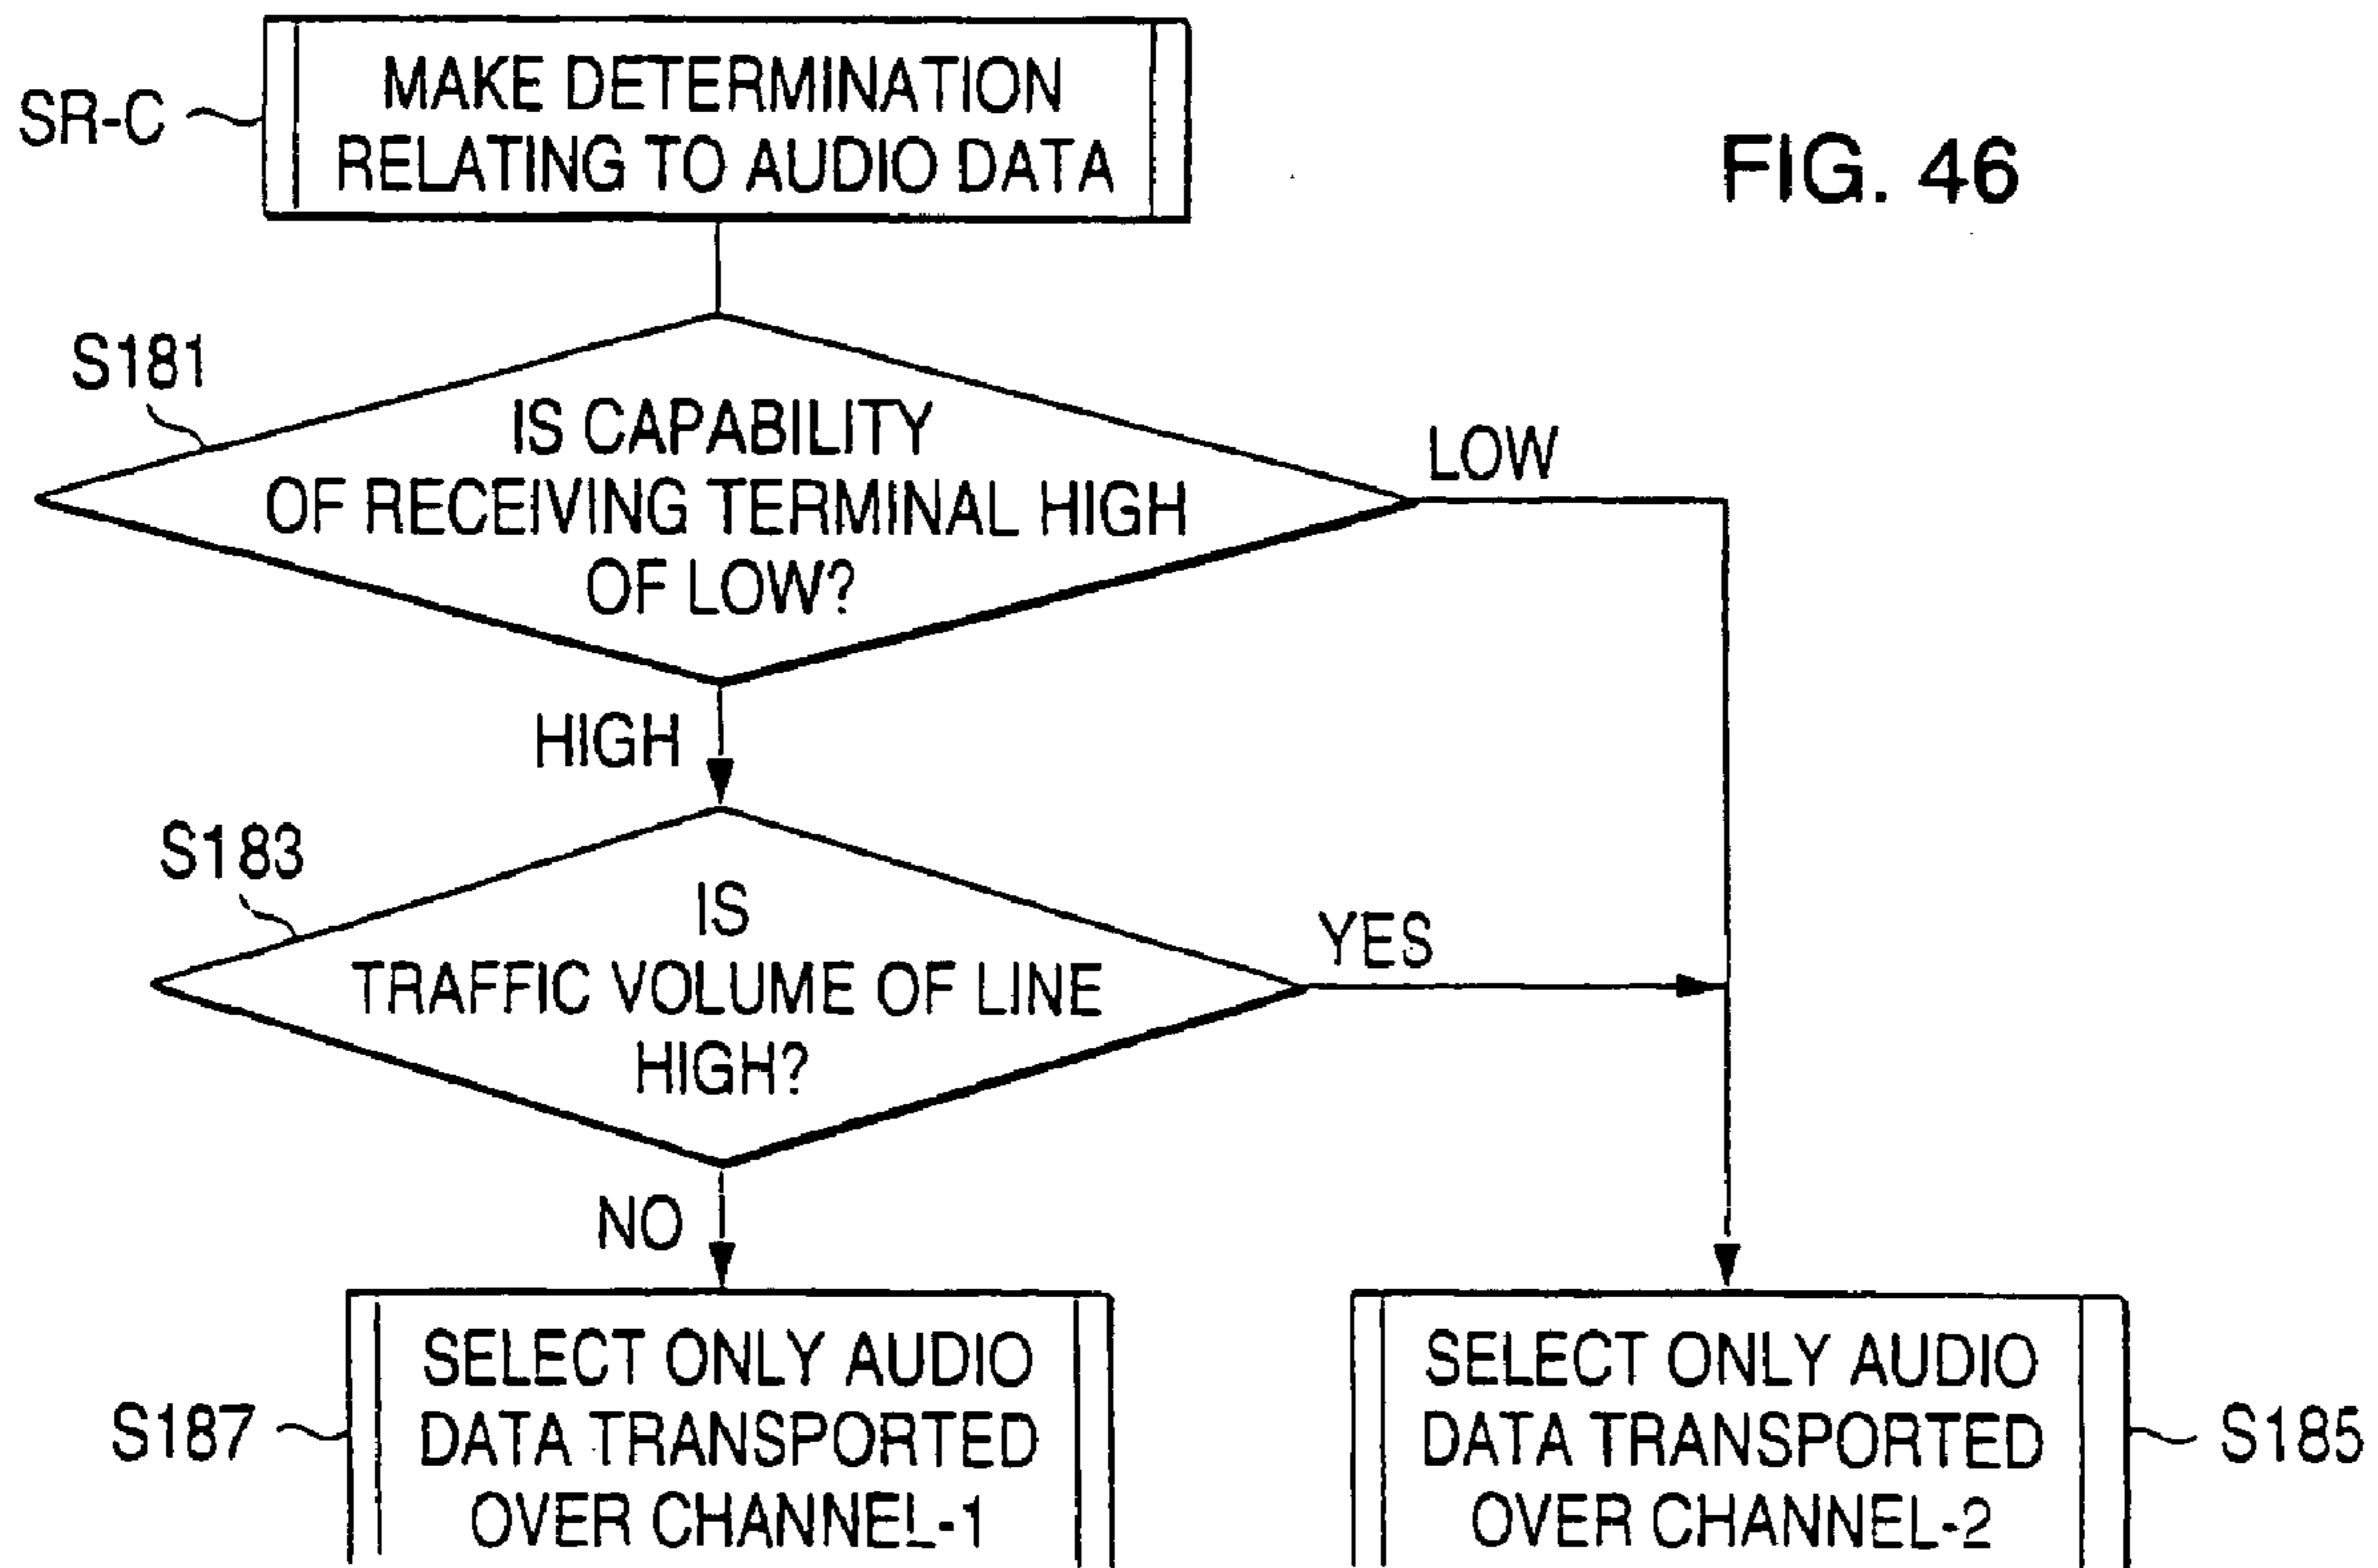 FIG. 46
SR-C
MAKE DETERMINATION
RELATING TO AUDIO DATA
S181
IS CAPABILITY
OF RECEIVING TERMINAL HIGH
OF LOW?
LOW
HIGH
S183
IS
TRAFFIC VOLUME OF LINE
HIGH?
YES
NO
S187
SELECT ONLY AUDIO
DATA TRANSPORTED
OVER CHANNEL-1
SELECT ONLY AUDIO
DATA TRANSPORTED
OVER CHANNEL-2
S185